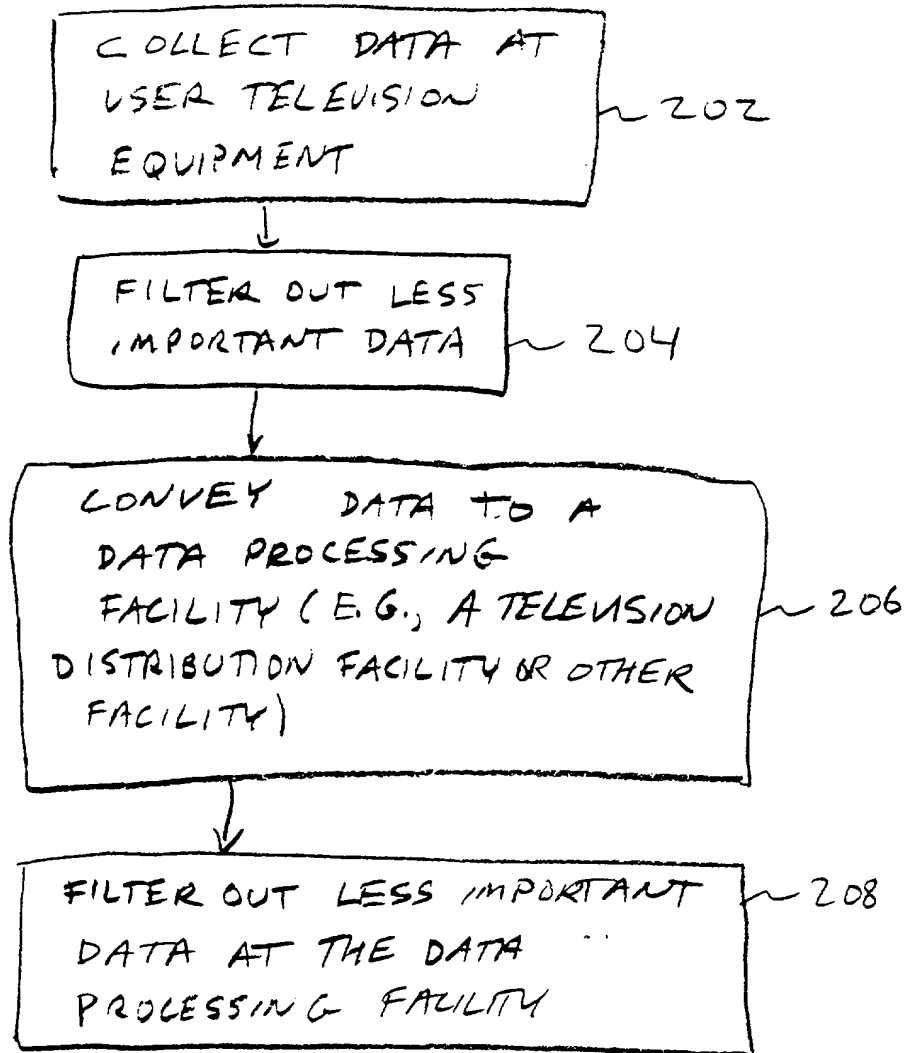 COLLECT DATA AT
USER TELEVISION
EQUIPMENT
202
FILTER OUT LESS
IMPORTANT DATA
204
CONVEY DATA TO A
DATA PROCESSING
FACILITY (E.G., A TELEVISION
DISTRIBUTION FACILITY OR OTHER
FACILITY)
206
FILTER OUT LESS IMPORTANT
DATA AT THE DATA
PROCESSING FACILITY
208